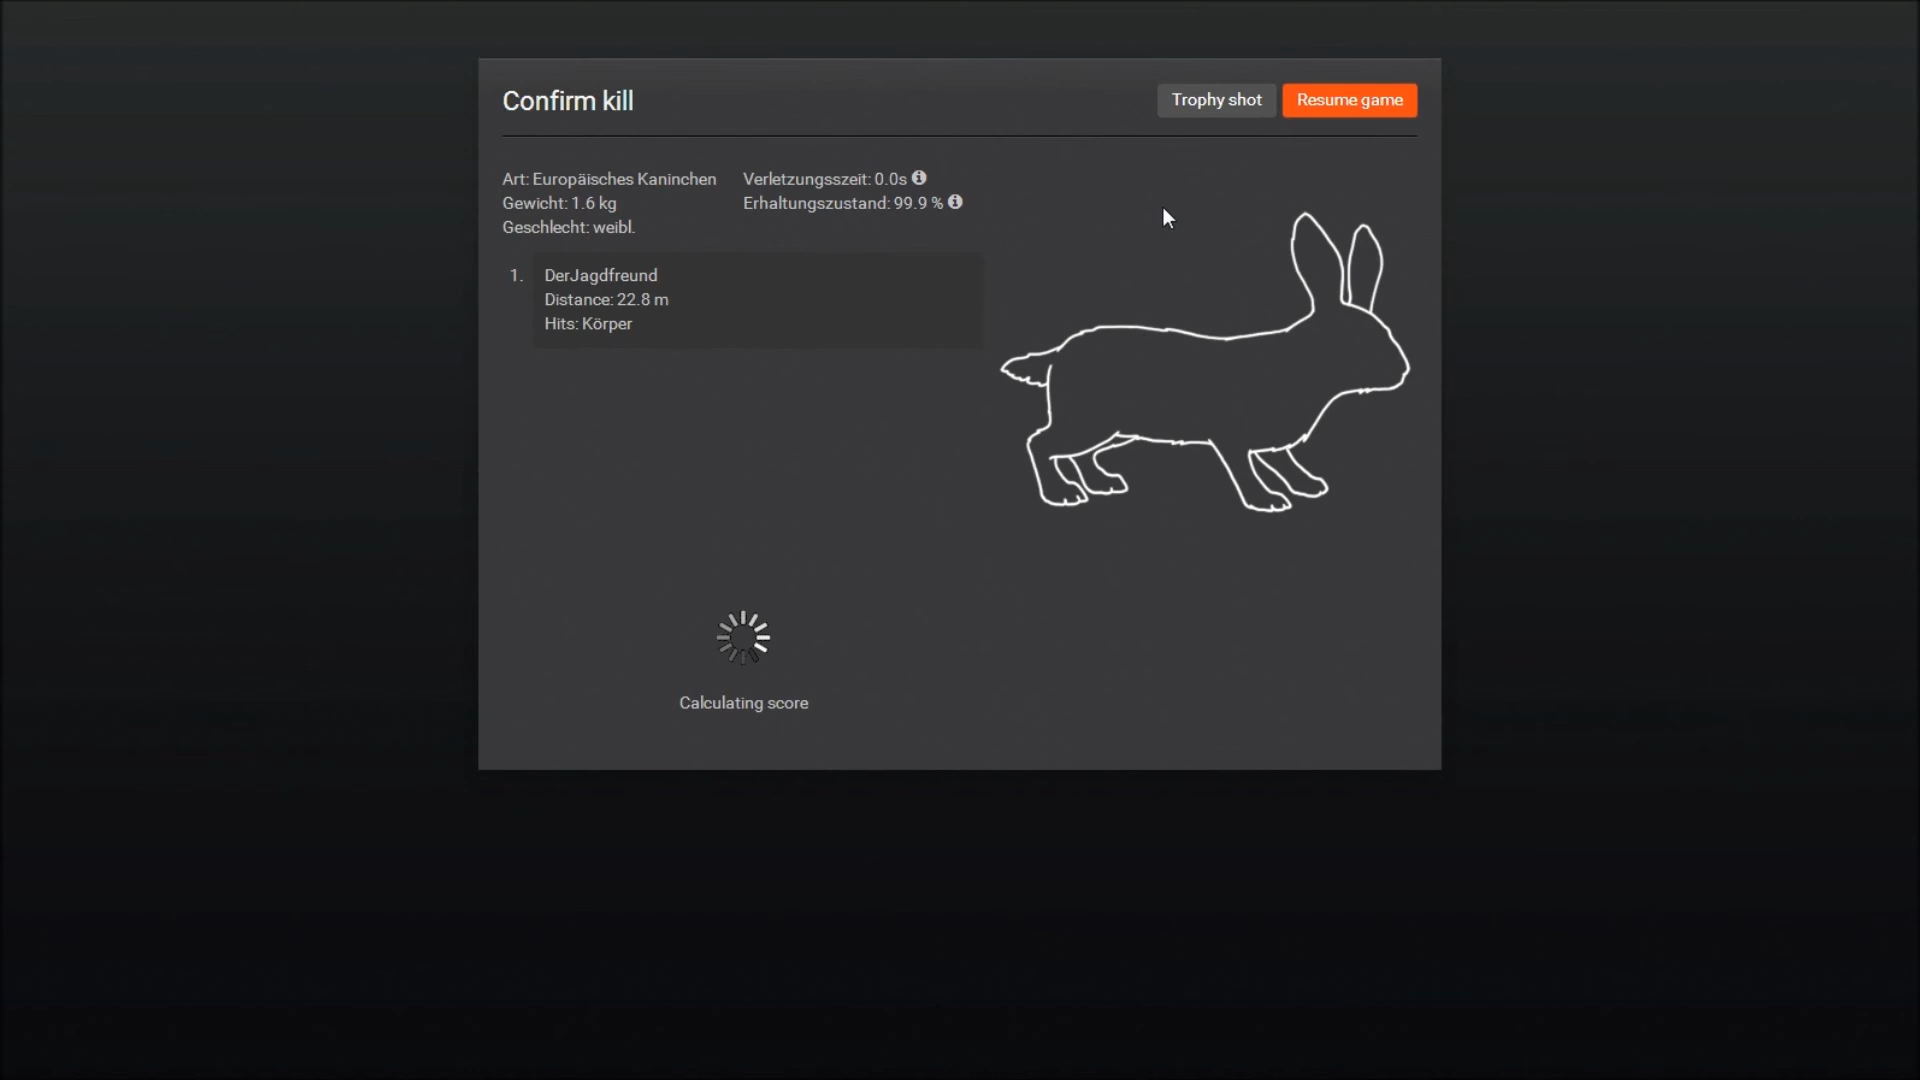 Confirm kill
Trophy shot
Resume game
Art: Europäisches Kaninchen
Gewicht: 1.6 kg
Geschlecht: weibl.
Verletzungsszeit: 0.0s
Erhaltungszustand: 99.9 %
1. DerJagdfreund
Distance: 22.8 m
Hits: Körper
Calculating score